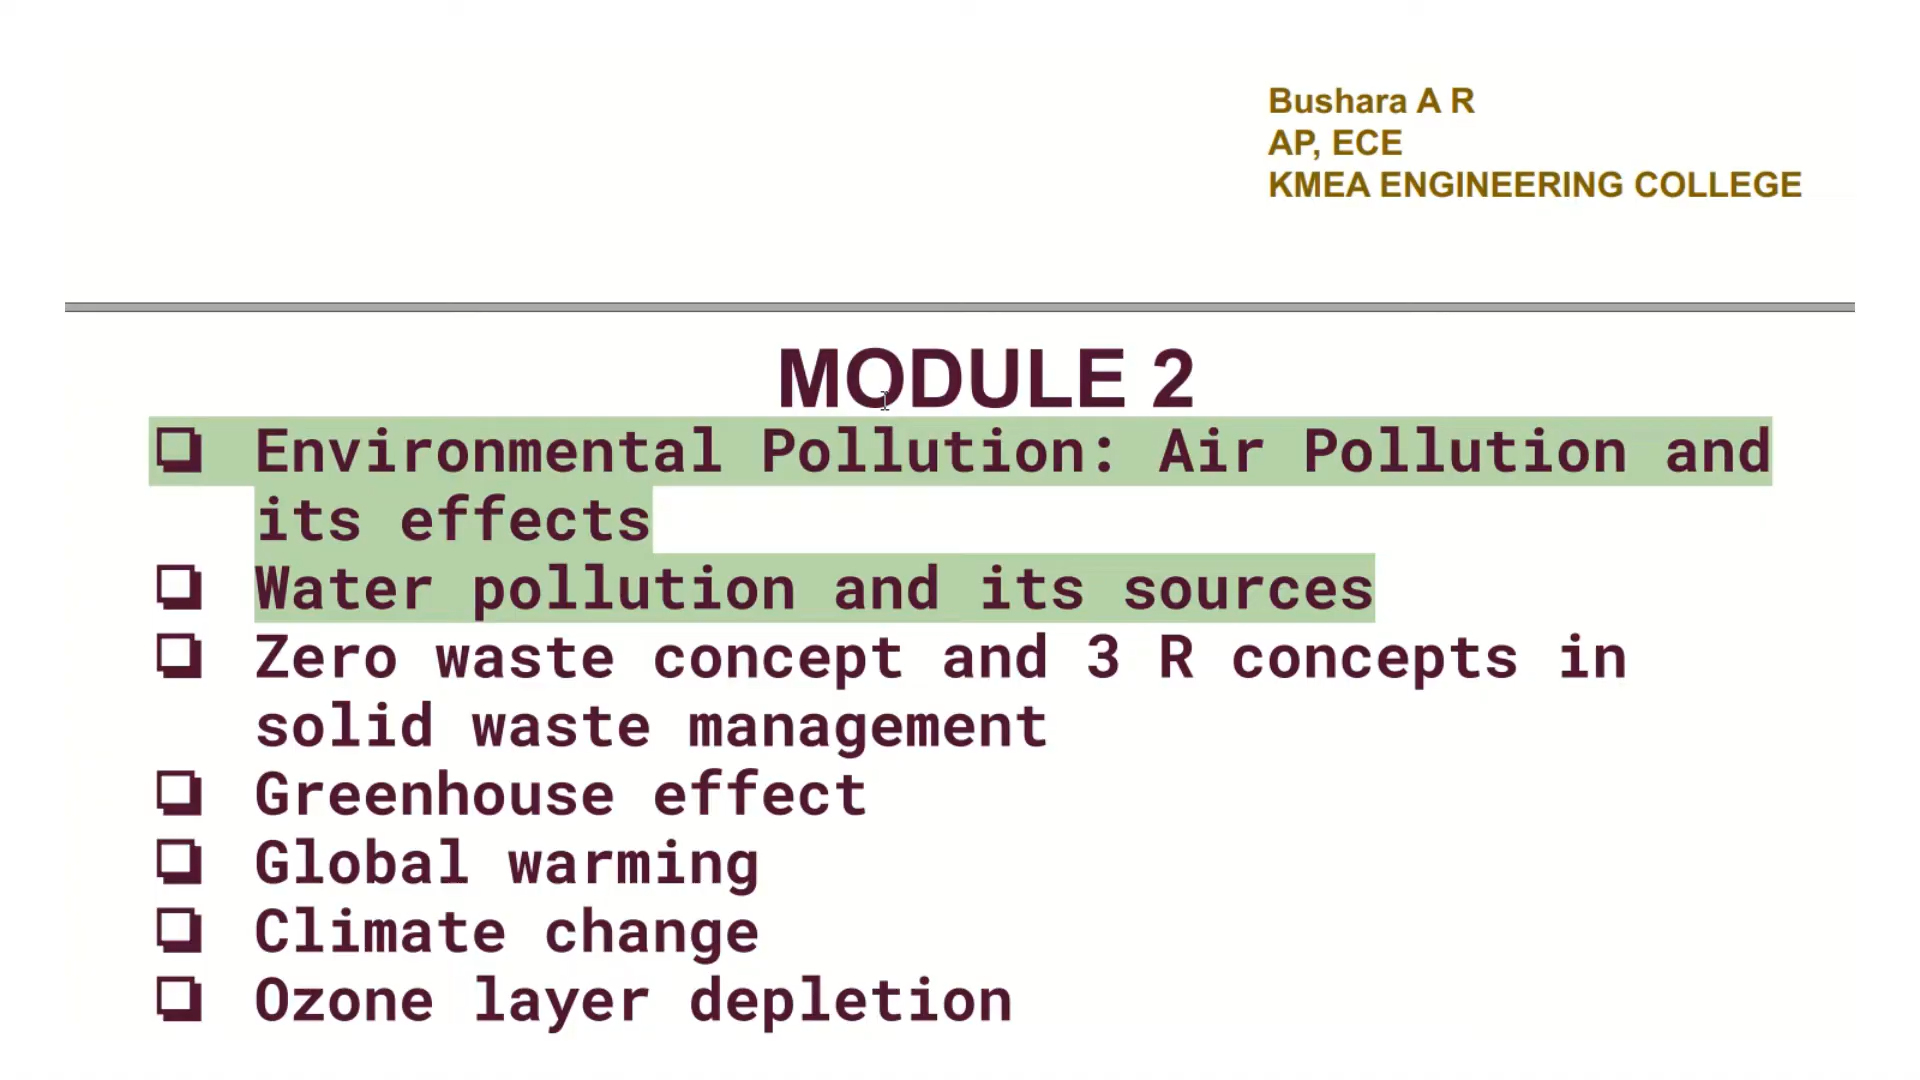 Bushara A R
AP, ECE
KMEA ENGINEERING COLLEGE
MODULE 2
❏ Environmental Pollution: Air Pollution and
its effects
❏ Water pollution and its sources
❏ Zero waste concept and 3 R concepts in
solid waste management
❏ Greenhouse effect
❏ Global warming
❏ Climate change
❏ Ozone layer depletion